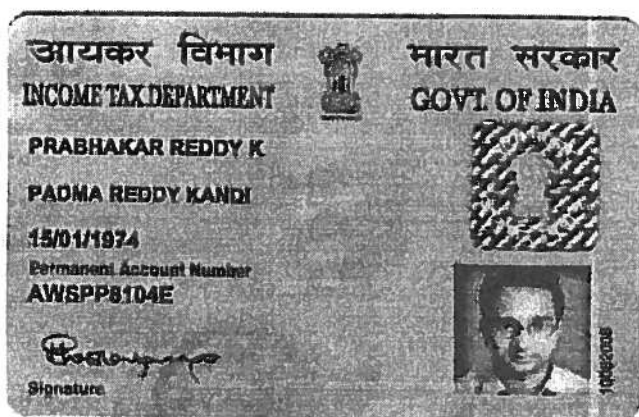 आयकर विभाग
INCOME TAX DEPARTMENT
भारत सरकार
GOVT. OF INDIA
PRABHAKAR REDDY K
PADMA REDDY KANDI
15/01/1974
Permanent Account Number
AWSPP8104E
Signature